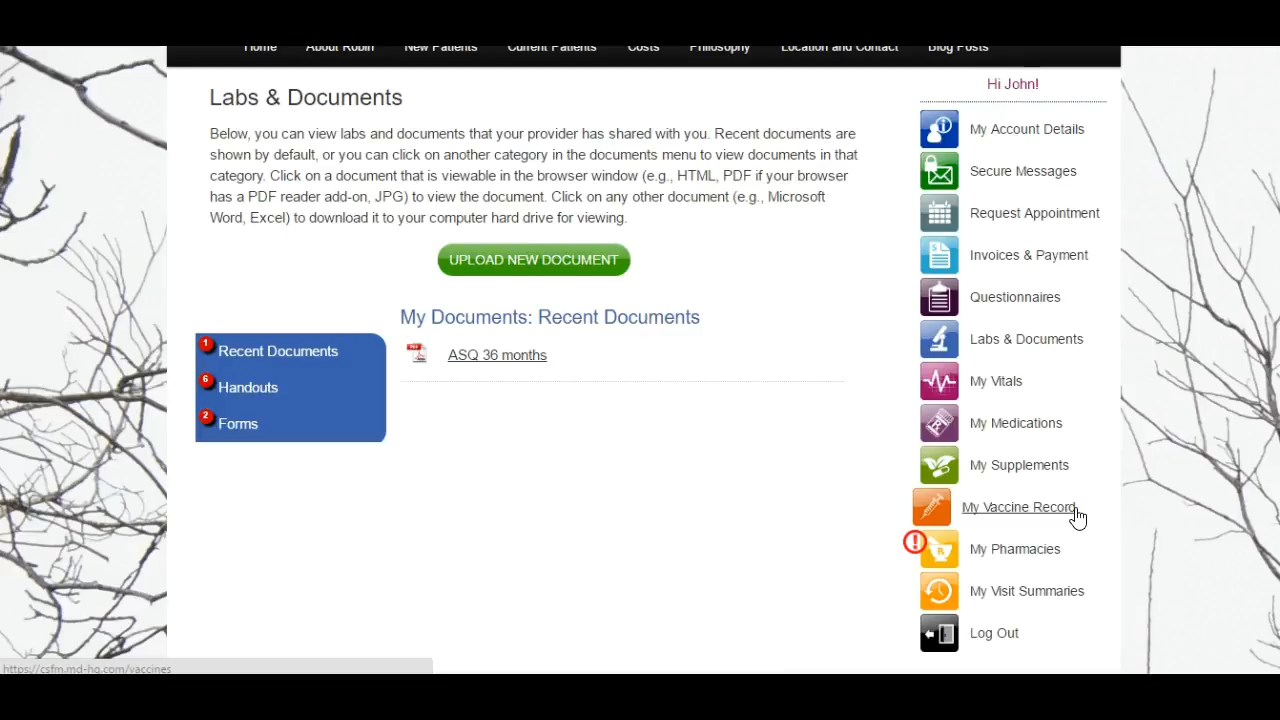 Home About Robin New Patients Current Patients Costs Philosophy Location and Contact Blog Posts
Labs & Documents
Below, you can view labs and documents that your provider has shared with you. Recent documents are
shown by default, or you can click on another category in the documents menu to view documents in that
category. Click on a document that is viewable in the browser window (e.g., HTML, PDF if your browser
has a PDF reader add-on, JPG) to view the document. Click on any other document (e.g., Microsoft
Word, Excel) to download it to your computer hard drive for viewing.
UPLOAD NEW DOCUMENT
My Documents: Recent Documents
ASQ 36 months
1 Recent Documents
6 Handouts
2 Forms
Hi John!
My Account Details
Secure Messages
Request Appointment
Invoices & Payment
Questionnaires
Labs & Documents
My Vitals
My Medications
My Supplements
My Vaccine Record
! My Pharmacies
My Visit Summaries
Log Out
https://csfm.md-hq.com/vaccines